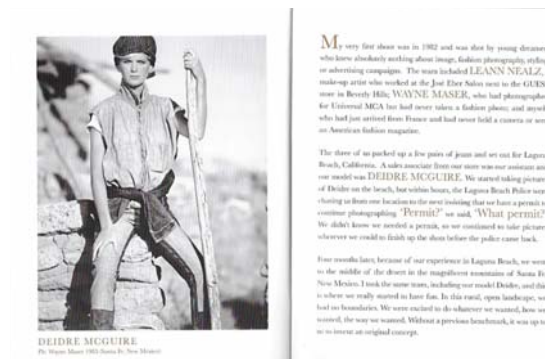 DEIDRE MCGUIRE
Ph: Wayne Maser 1983 (Santa Fe, New Mexico)
My very first shoot was in 1982 and was shot by young dreamers
who knew absolutely nothing about image, fashion photography, styling
or advertising campaigns. The team included LEANN NEALZ,
make-up artist who worked at the José Eber Salon next to the GUES
store in Beverly Hills; WAYNE MASER, who had photographed
for Universal MCA but had never taken a fashion photo; and myself
who had just arrived from France and had never held a camera or seen
an American fashion magazine.
The three of us packed up a few pairs of jeans and set out for Laguna
Beach, California. A sales associate from our store was our assistant and
our model was DEIDRE MCGUIRE. We started taking pictures
of Deidre on the beach, but within hours, the Laguna Beach Police were
chasing us from one location to the next insisting that we have a permit to
continue photographing "Permit?" we said, "What permit?"
We didn't know we needed a permit, so we continued to take pictures
wherever we could to finish up the shots before the police came back.
Four months later, because of our experience in Laguna Beach, we went
to the middle of the desert in the magnificent mountains of Santa Fe
New Mexico. I took the same team, including our model Deidre, and this
is where we really started to have fun. In this rural, open landscape, we
had no boundaries. We were excited to do whatever we wanted, how we
wanted, the way we wanted. Without a previous benchmark, it was up to
us to invent an original concept.